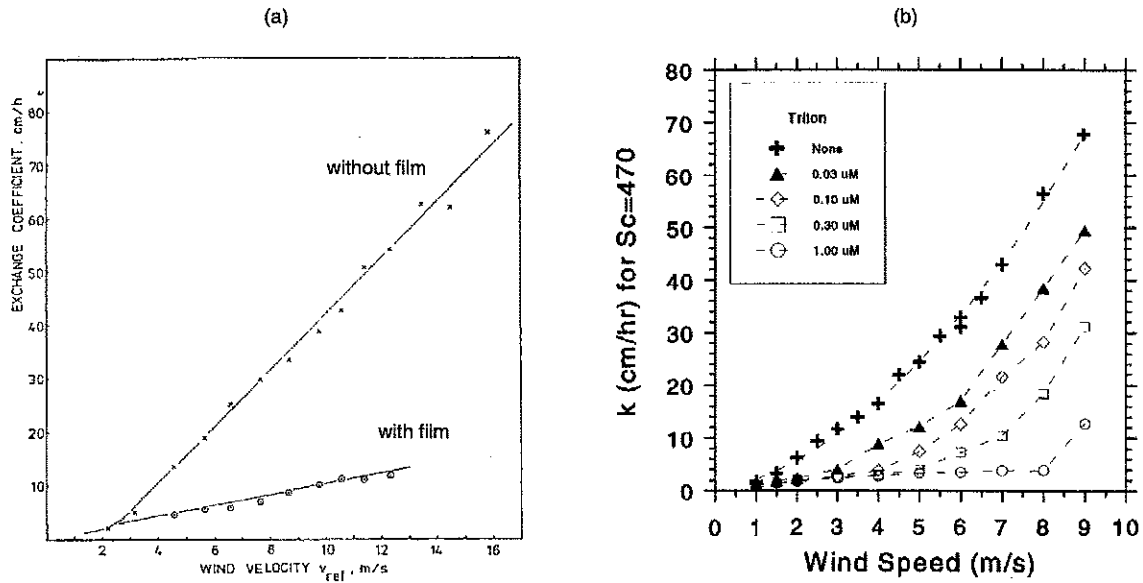 (a)
EXCHANGE COEFFICIENT, cm/h
80
70
60
50
40
30
20
10
without film
with film
2 4 6 8 10 12 14 16
WIND VELOCITY vref, m/s
(b)
k (cm/hr) for Sc=470
80
70
60
50
40
30
20
10
0
Triton
None
0.03 uM
0.10 uM
0.30 uM
1.00 uM
0 1 2 3 4 5 6 7 8 9 10
Wind Speed (m/s)